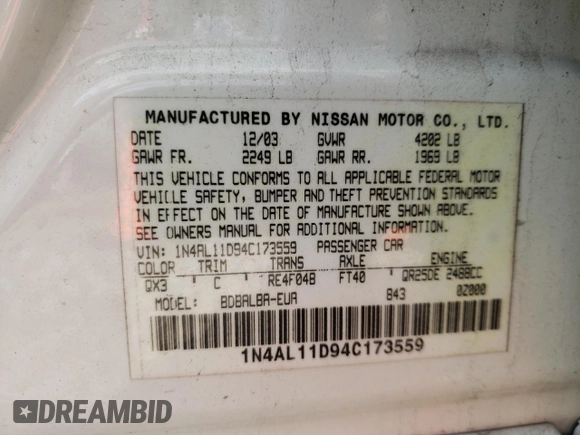 MANUFACTURED BY NISSAN MOTOR CO., LTD.
DATE 12/03 GVWR 4202 LB
GAWR FR. 2249 LB GAWR RR. 1969 LB
THIS VEHICLE CONFORMS TO ALL APPLICABLE FEDERAL MOTOR
VEHICLE SAFETY, BUMPER AND THEFT PREVENTION STANDARDS
IN EFFECT ON THE DATE OF MANUFACTURE SHOWN ABOVE.
SEE OWNERS MANUAL FOR ADDITIONAL INFORMATION.
VIN: 1N4AL11D94C173559 PASSENGER CAR
COLOR TRIM TRANS AXLE ENGINE
QX3 C RE4F04B FT40 QR25DE 2488CC
MODEL: BDBALBA-EUA 843 02000
1N4AL11D94C173559
DREAMBID